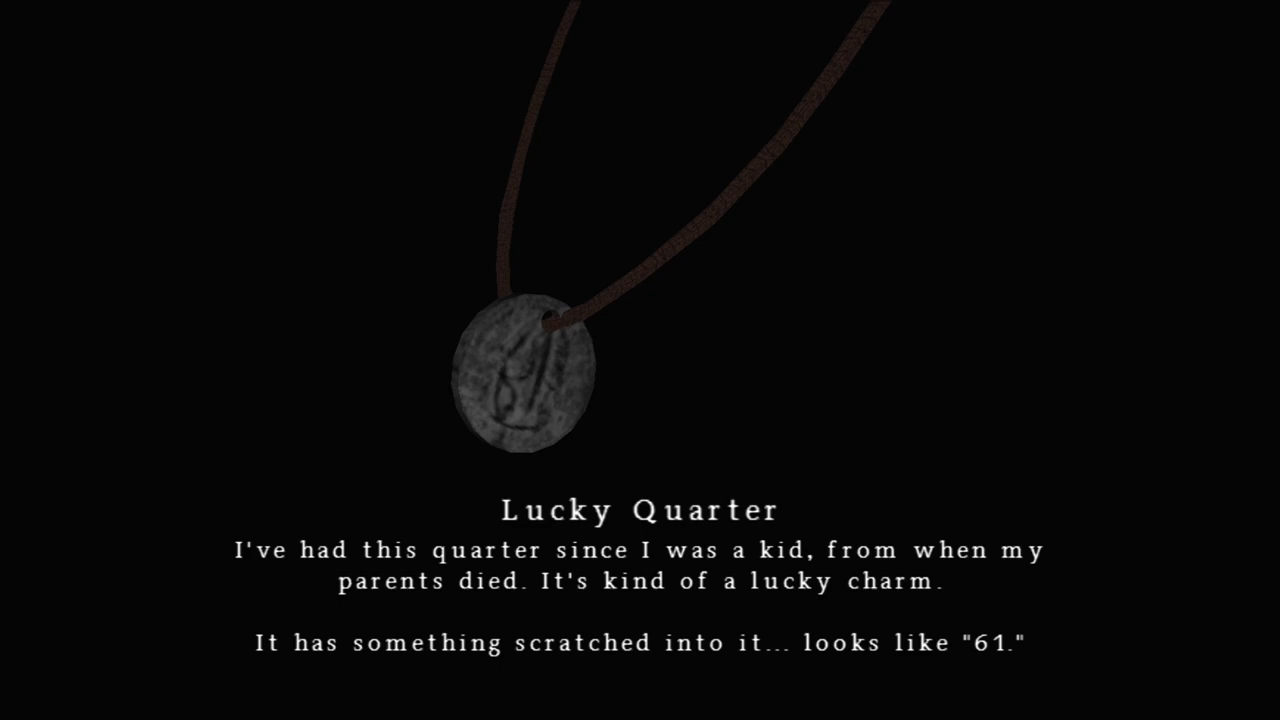 Lucky Quarter
I've had this quarter since I was a kid, from when my
parents died. It's kind of a lucky charm.
It has something scratched into it... looks like "61."